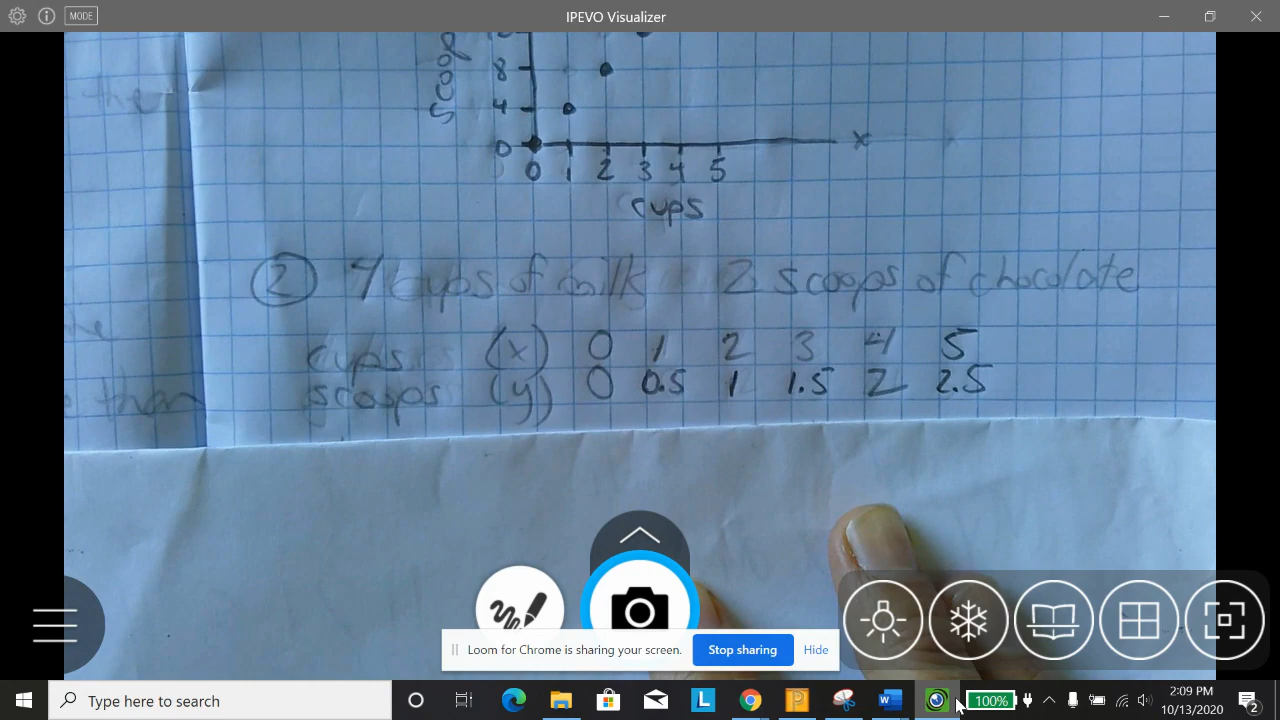 MODE IPEVO Visualizer
8
4
0
0 1 2 3 4 5 x
cups
the
2 4 cups of milk 2 scoops of chocolate
cups (x) 0 1 2 3 4 5
scoops (y) 0 0.5 1 1.5 2 2.5
than
Loom for Chrome is sharing your screen. Stop sharing Hide
Type here to search
L
P
W
100%
2:09 PM
10/13/2020
2